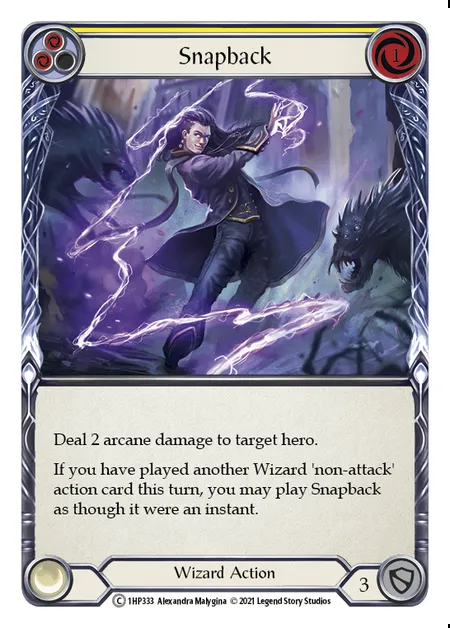 Snapback
1
Deal 2 arcane damage to target hero.
If you have played another Wizard 'non-attack'
action card this turn, you may play Snapback
as though it were an instant.
Wizard Action
3
C 1HP333 Alexandra Malygina © 2021 Legend Story Studios